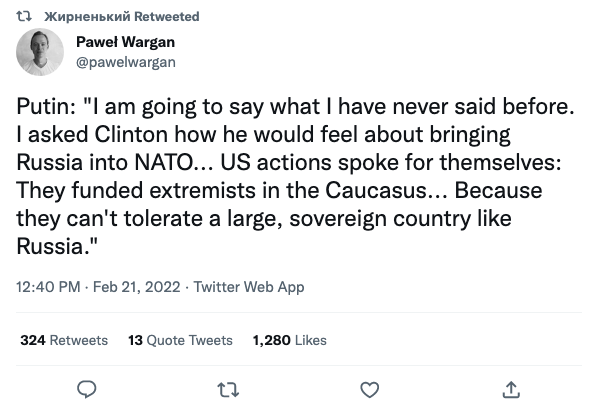 Жирненький Retweeted
Paweł Wargan
@pawelwargan
Putin: "I am going to say what I have never said before.
I asked Clinton how he would feel about bringing
Russia into NATO… US actions spoke for themselves:
They funded extremists in the Caucasus… Because
they can't tolerate a large, sovereign country like
Russia."
12:40 PM · Feb 21, 2022 · Twitter Web App
324 Retweets 13 Quote Tweets 1,280 Likes